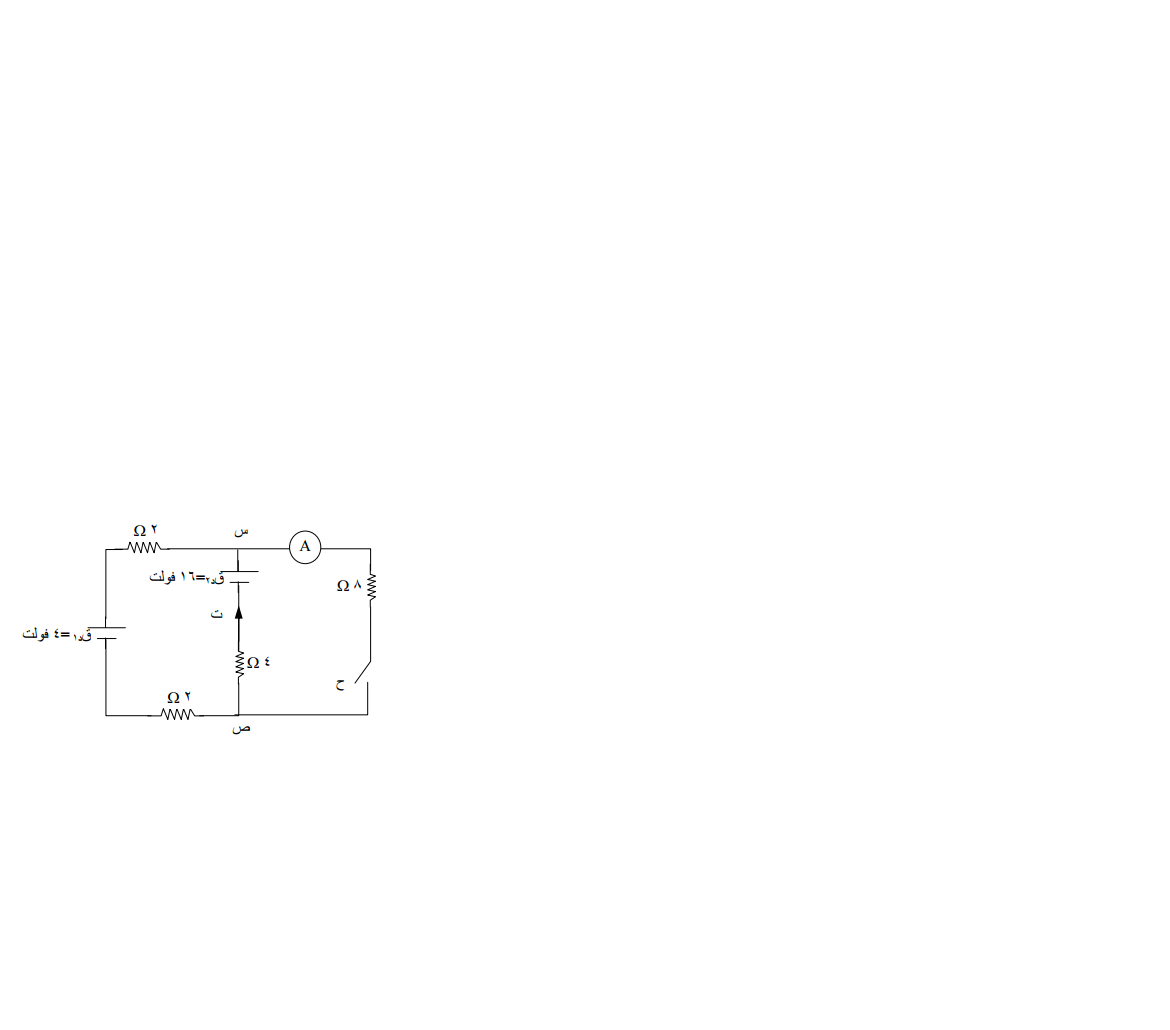 ٢ Ω
س
A
قد٢=١٦ فولت
٨ Ω
ت
قد١=٤ فولت
٤ Ω
ح
٢ Ω
ص